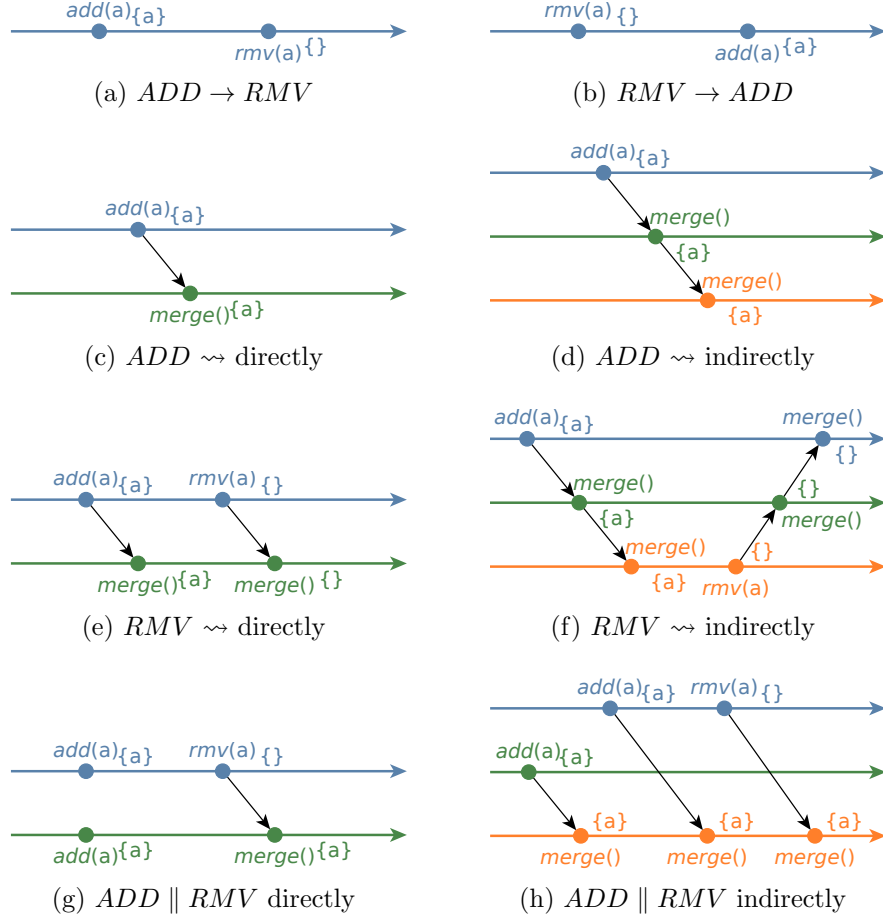 add(a) {a}
rmv(a) {}
(a) ADD → RMV
rmv(a) {}
add(a) {a}
(b) RMV → ADD
add(a) {a}
merge() {a}
(c) ADD ⇝ directly
add(a) {a}
merge()
{a}
merge()
{a}
(d) ADD ⇝ indirectly
add(a) {a} rmv(a) {}
merge() {a} merge() {}
(e) RMV ⇝ directly
add(a) {a} merge()
{}
merge() {}
{a} merge()
merge() {}
{a} rmv(a)
(f) RMV ⇝ indirectly
add(a) {a} rmv(a) {}
add(a) {a} merge() {a}
(g) ADD ∥ RMV directly
add(a) {a} rmv(a) {}
add(a) {a}
{a} {a} {a}
merge() merge() merge()
(h) ADD ∥ RMV indirectly